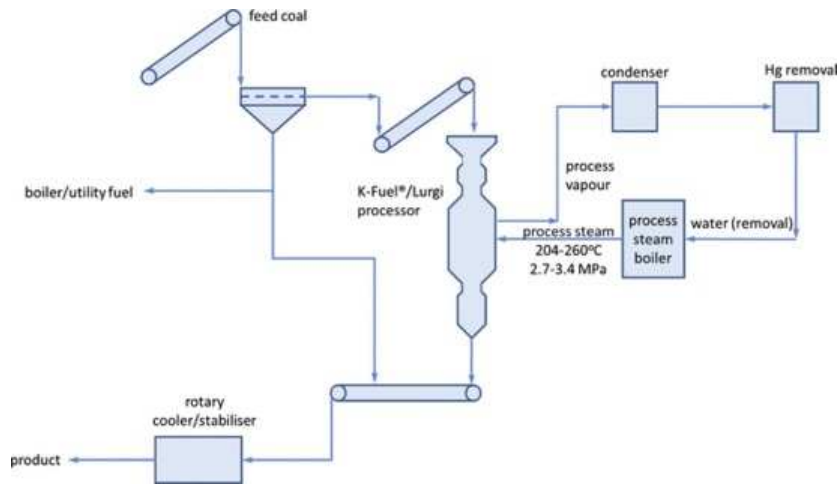 feed coal
condenser
Hg removal
boiler/utility fuel
K-Fuel®/Lurgi
processor
process
vapour
process steam
204-260ºC
2.7-3.4 MPa
process
steam
boiler
water (removal)
rotary
cooler/stabiliser
product